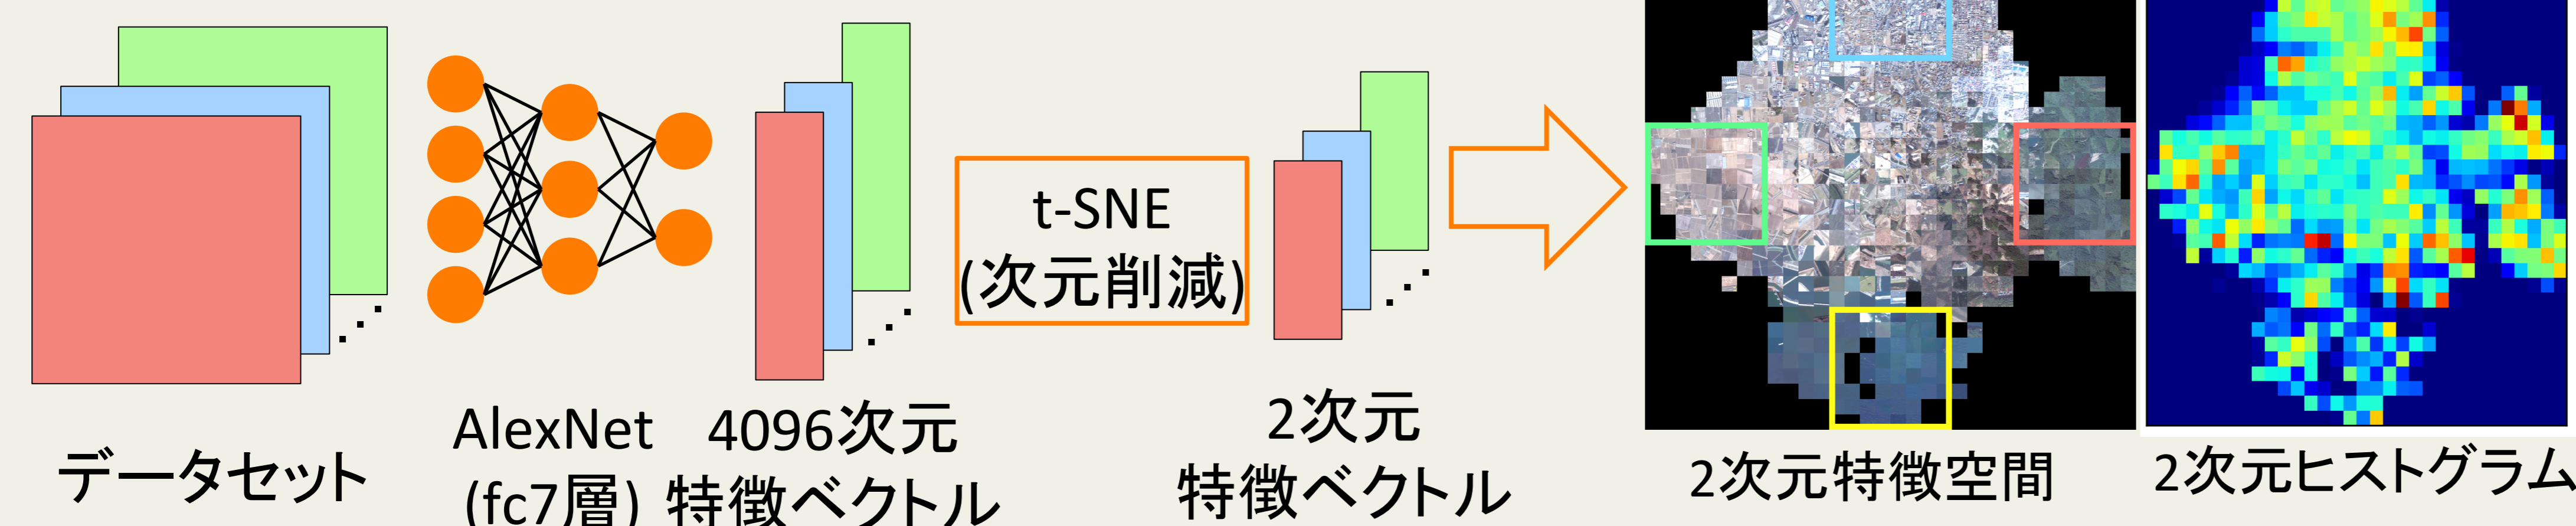 データセット
AlexNet
(fc7層)
4096次元
特徴ベクトル
t-SNE
(次元削減)
2次元
特徴ベクトル
2次元特徴空間
2次元ヒストグラム